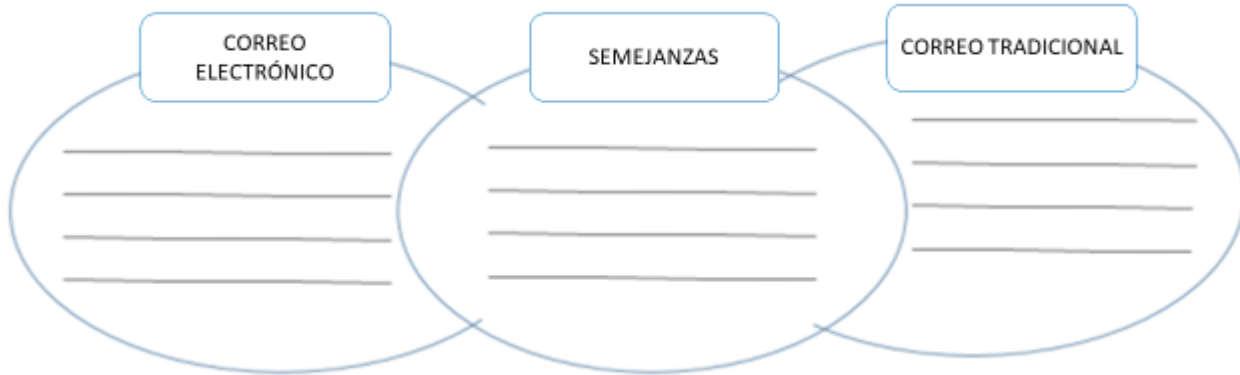 CORREO
ELECTRÓNICO
SEMEJANZAS
CORREO TRADICIONAL